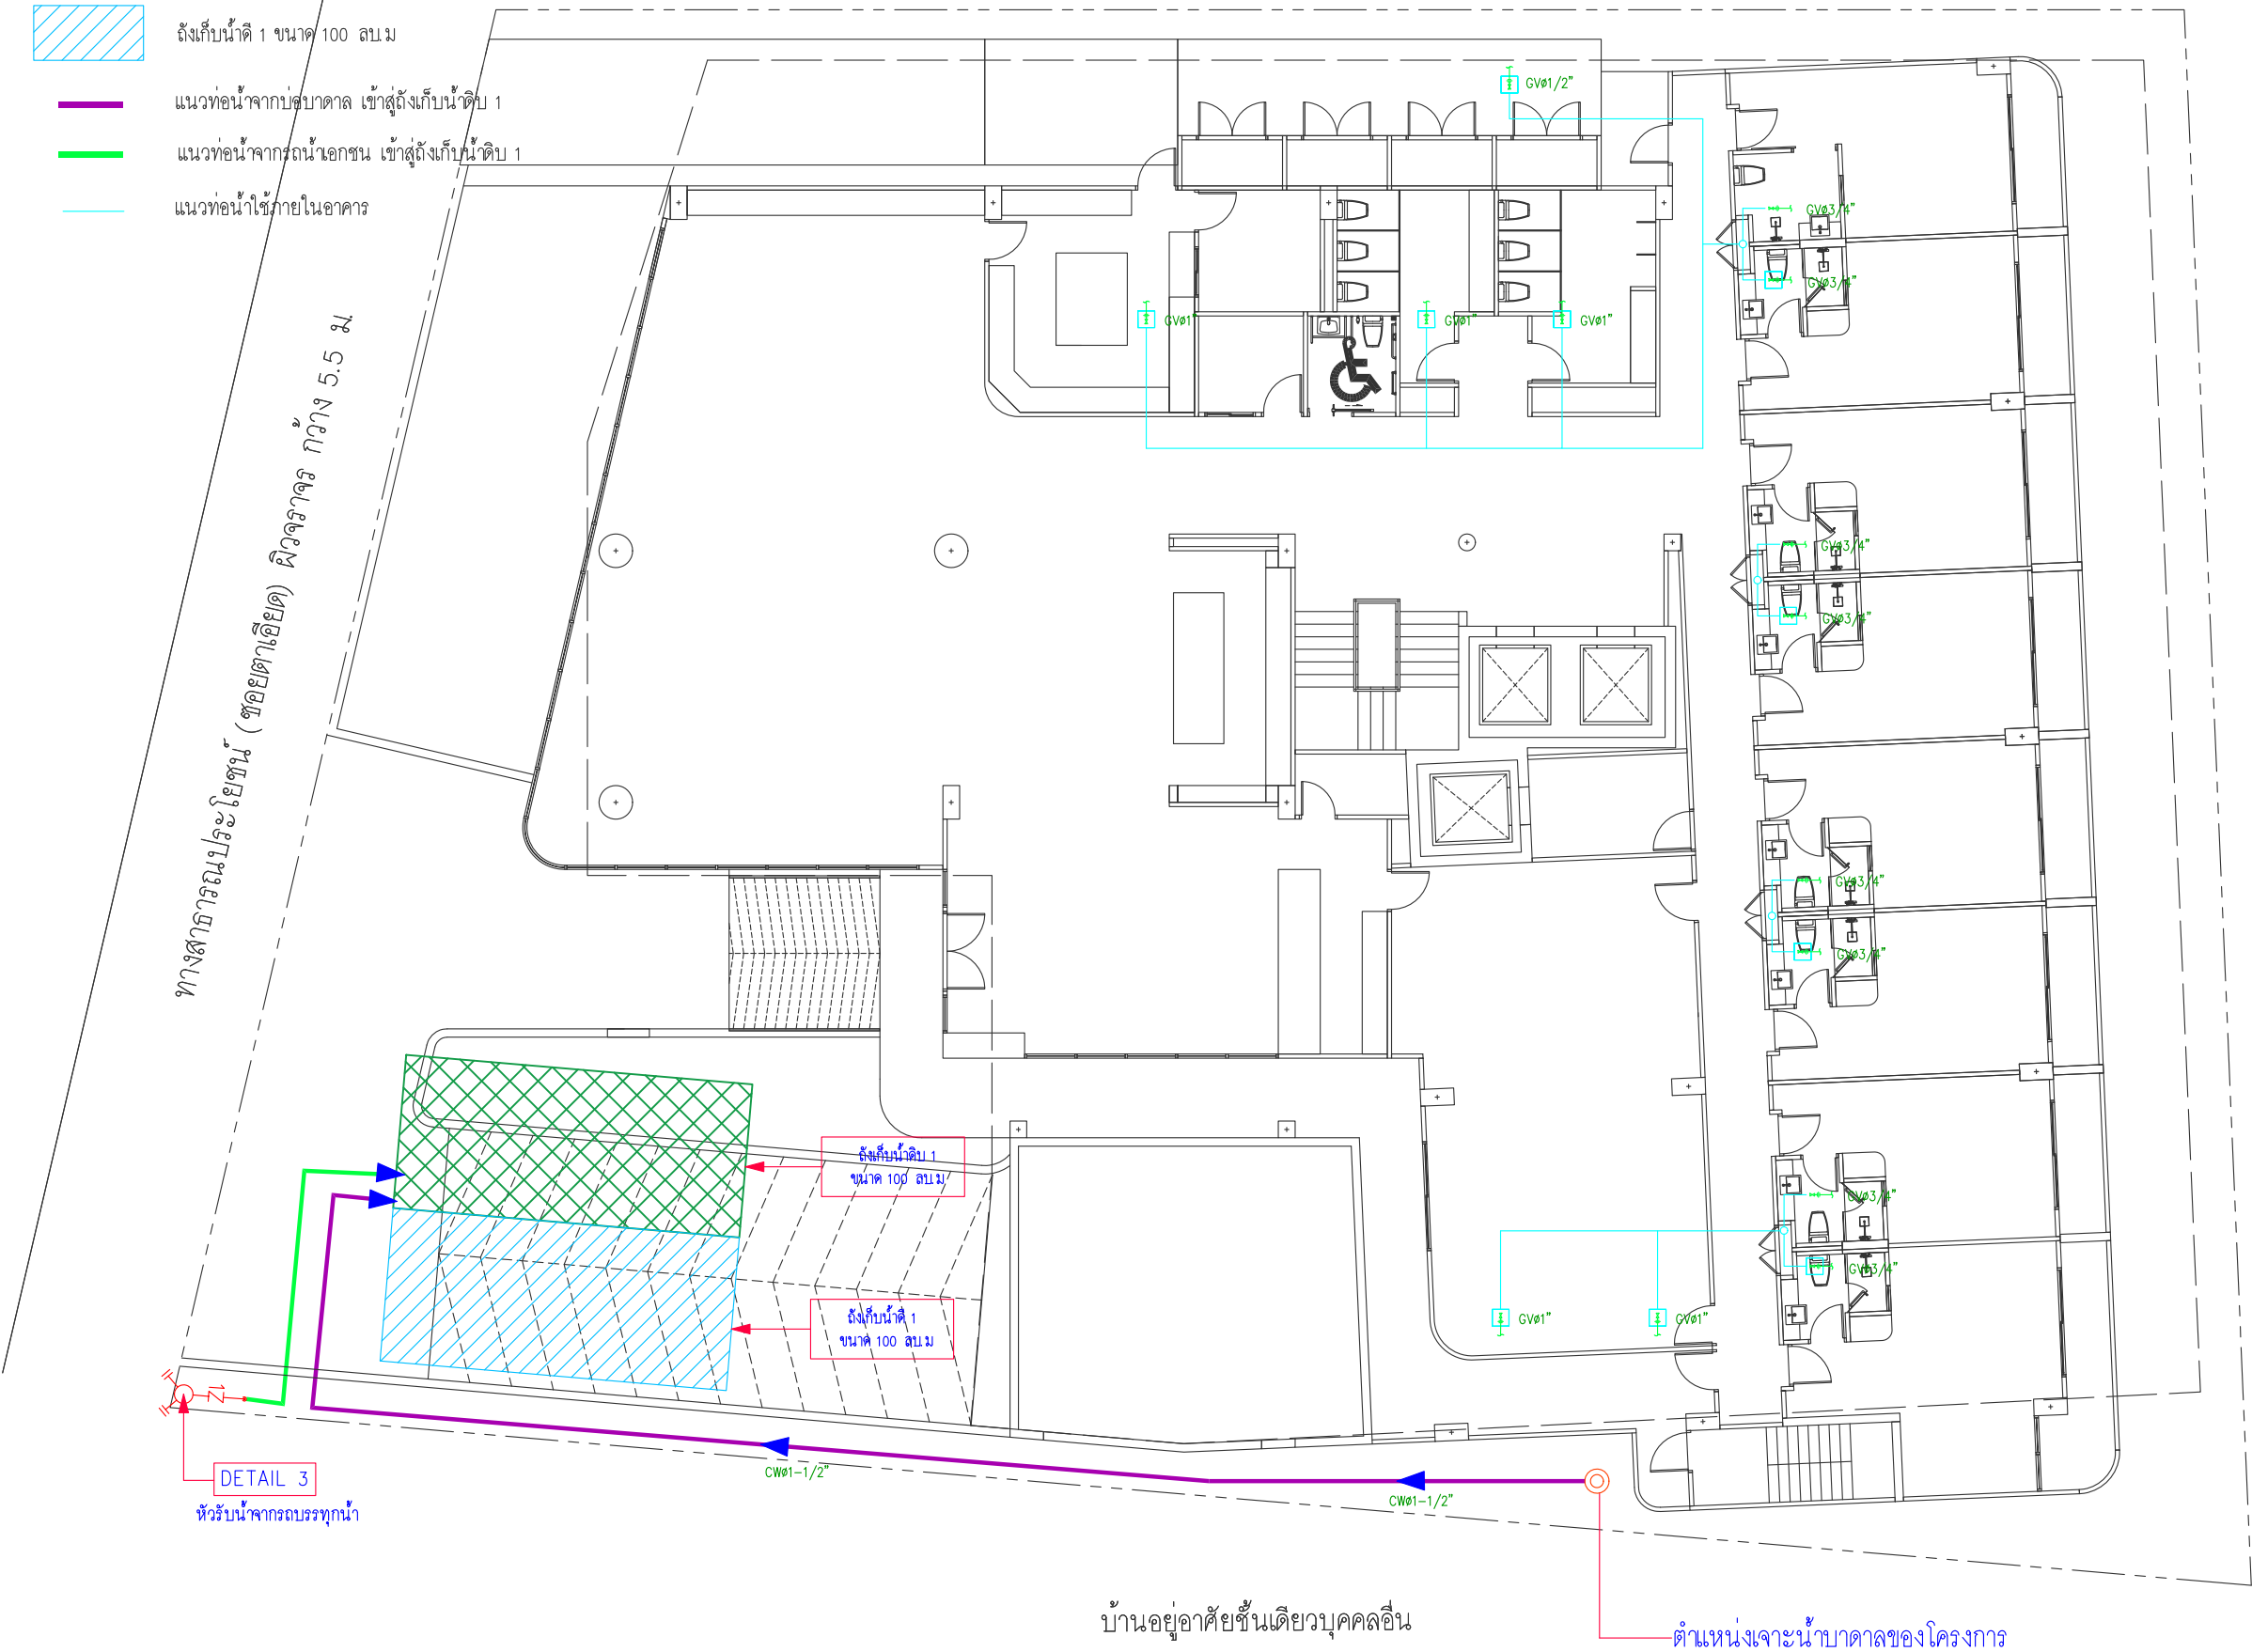 ถังเก็บน้ำดี 1 ขนาด 100 ลบ.ม
แนวท่อน้ำจากบ่อบาดาล เข้าสู่ถังเก็บน้ำดิบ 1
แนวท่อน้ำจากรถน้ำเอกชน เข้าสู่ถังเก็บน้ำดิบ 1
แนวท่อน้ำใช้ภายในอาคาร
ทางสาธารณประโยชน์ (ซอยตาเอียด) ผิวจราจร กว้าง 5.5 ม.
GVø1/2"
GVø3/4"
GVø3/4"
GVø1"
GVø1"
GVø1"
GVø3/4"
GVø3/4"
GVø3/4"
GVø3/4"
ถังเก็บน้ำดิบ 1
ขนาด 100 ลบ.ม
GVø3/4"
GVø3/4"
ถังเก็บน้ำดี 1
ขนาด 100 ลบ.ม
GVø1"
GVø1"
DETAIL 3
หัวรับน้ำจากรถบรรทุกน้ำ
CWø1-1/2"
CWø1-1/2"
บ้านอยู่อาศัยชั้นเดียวบุคคลอื่น
ตำแหน่งเจาะน้ำบาดาลของโครงการ